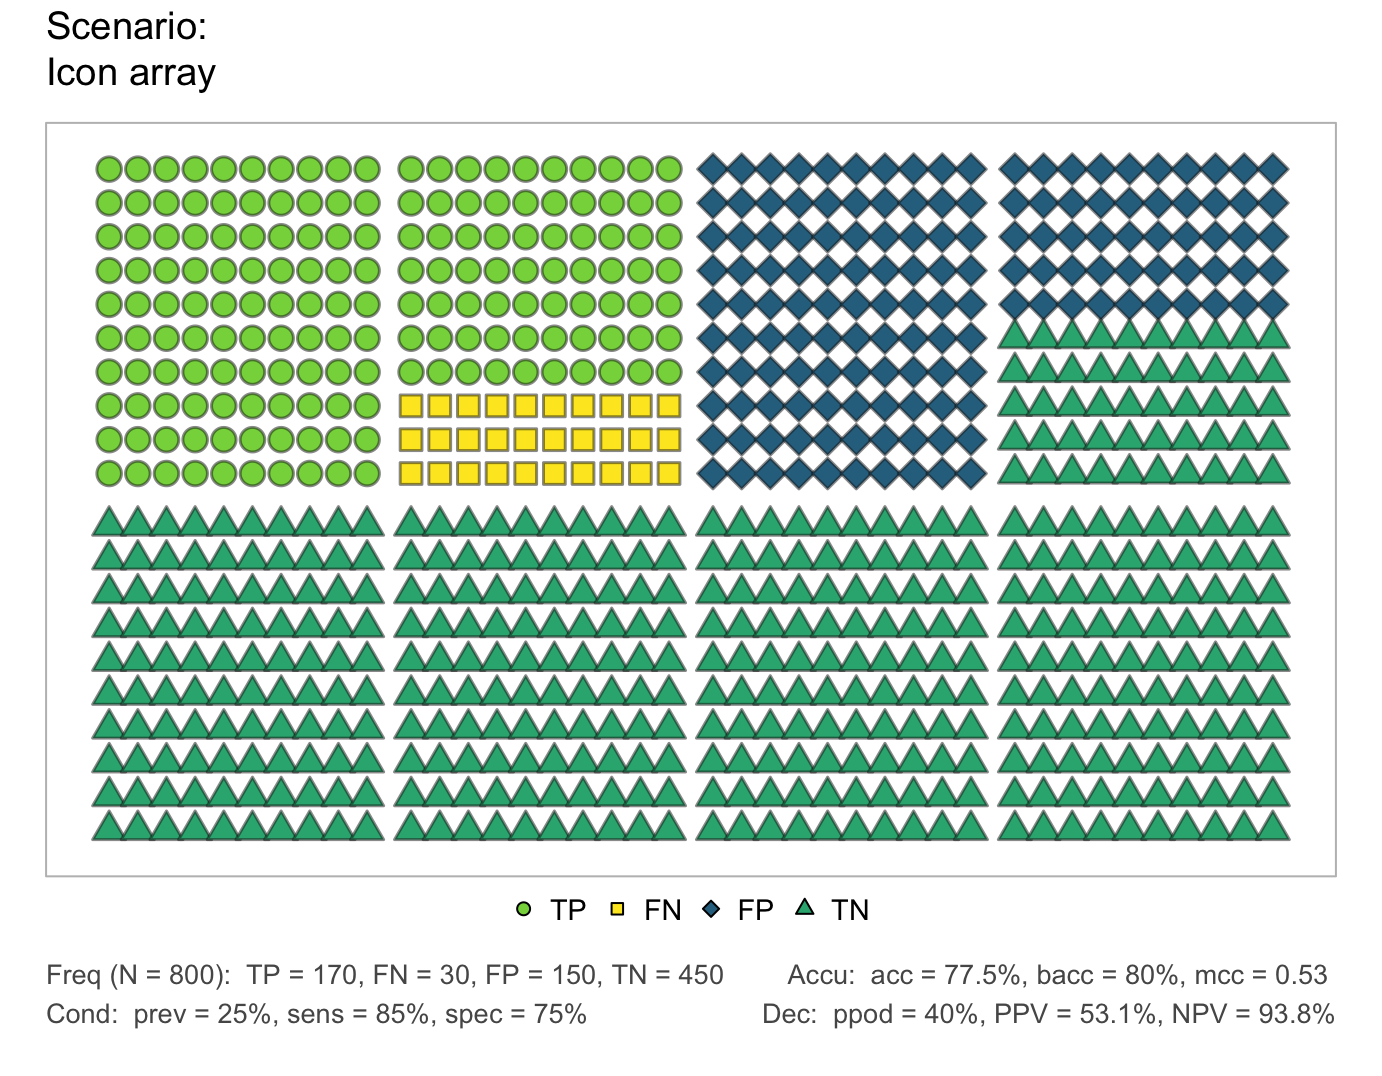 Scenario:
Icon array
TP FN FP TN
Freq (N = 800):  TP = 170, FN = 30, FP = 150, TN = 450
Accu:  acc = 77.5%, bacc = 80%, mcc = 0.53
Cond:  prev = 25%, sens = 85%, spec = 75%
Dec:  ppod = 40%, PPV = 53.1%, NPV = 93.8%